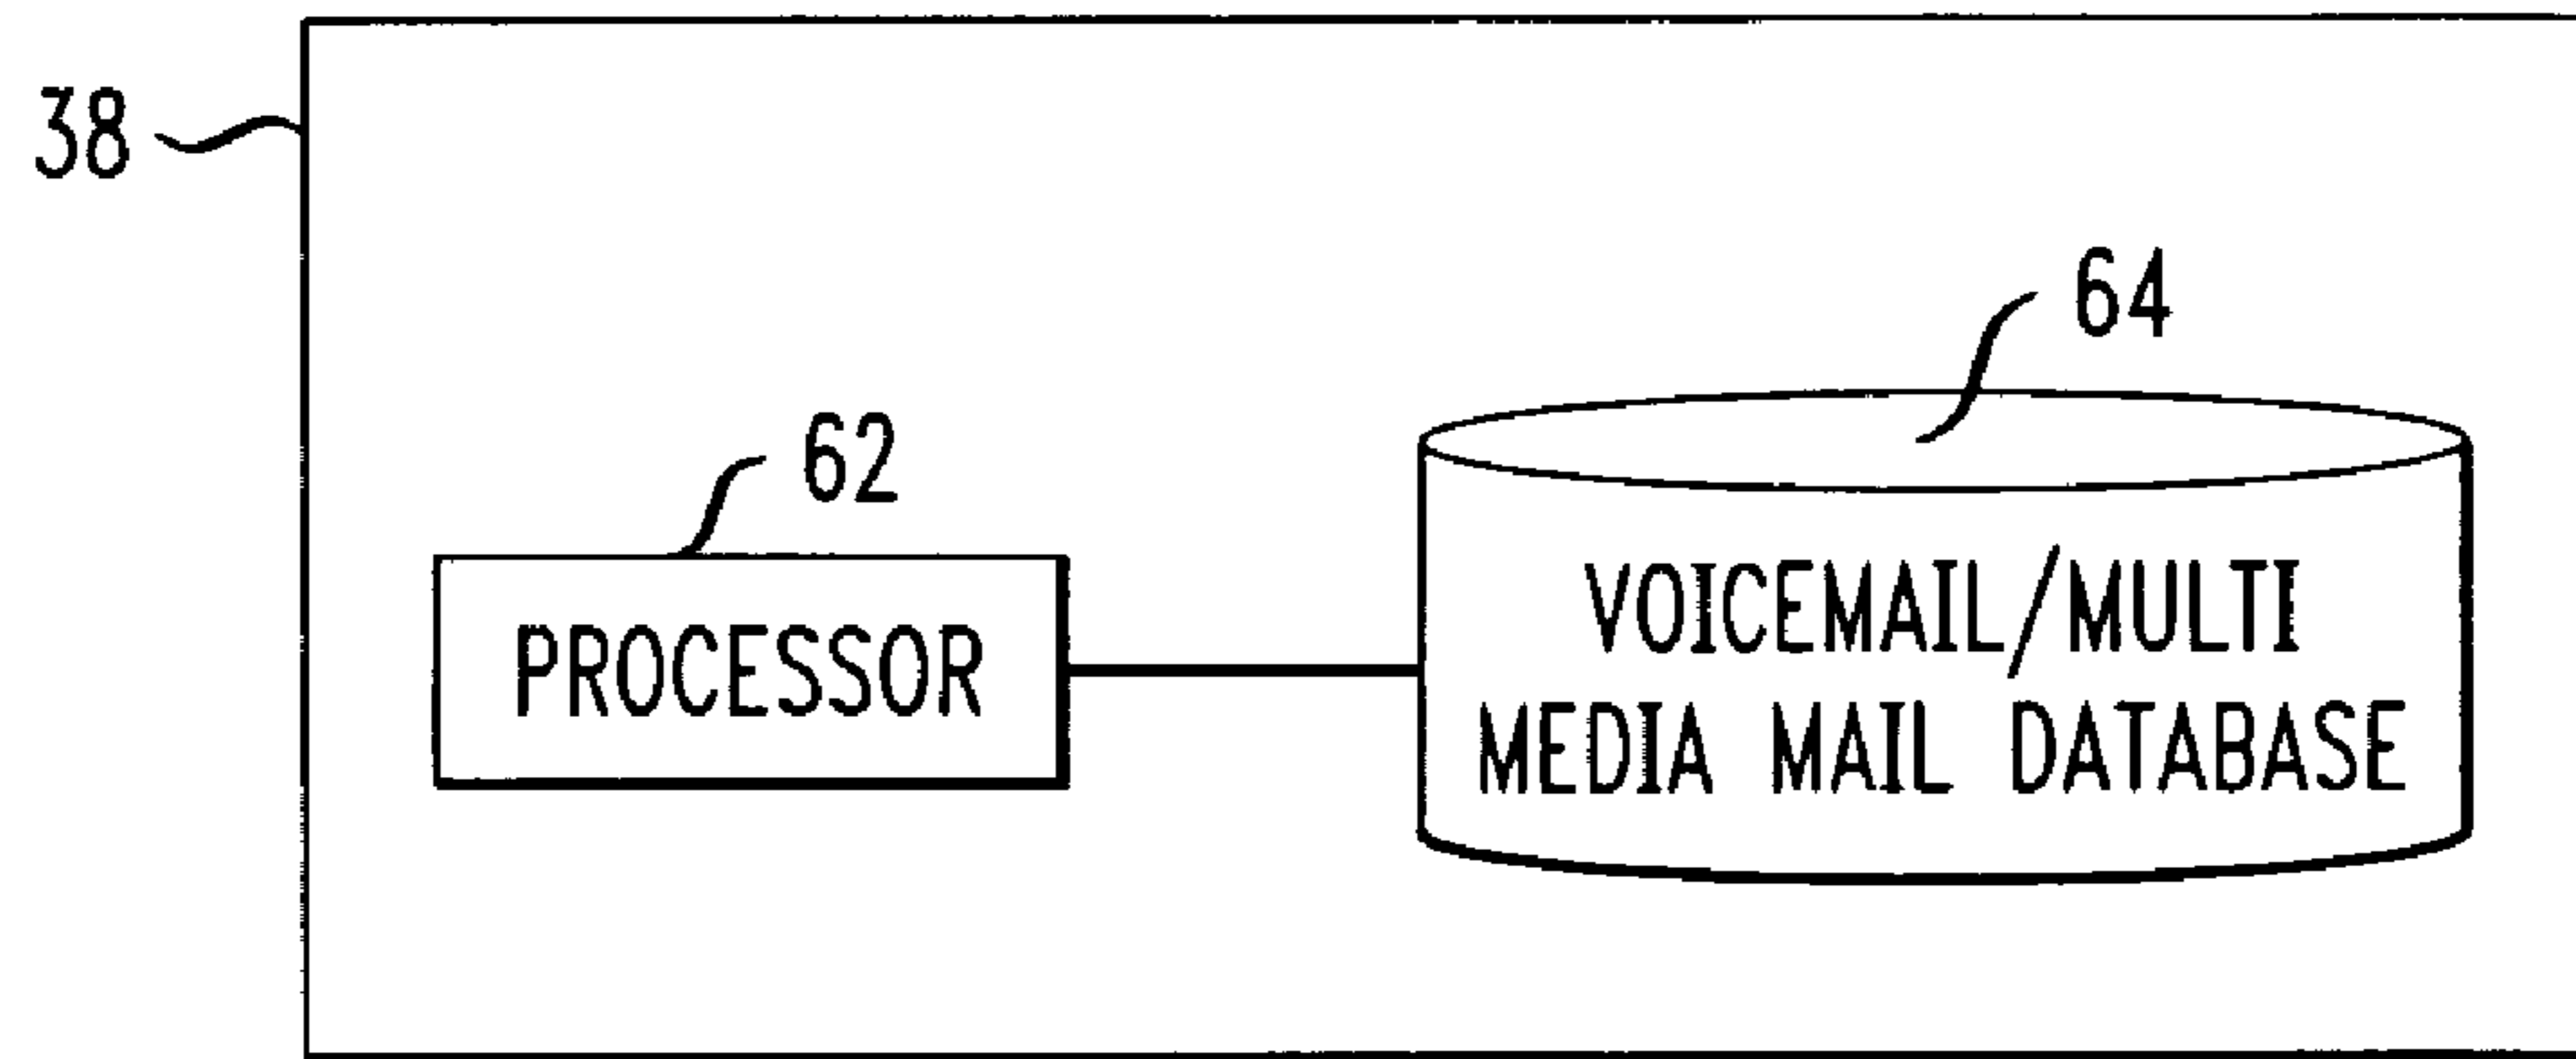 38
64
62
PROCESSOR
VOICEMAIL/MULTI
MEDIA MAIL DATABASE